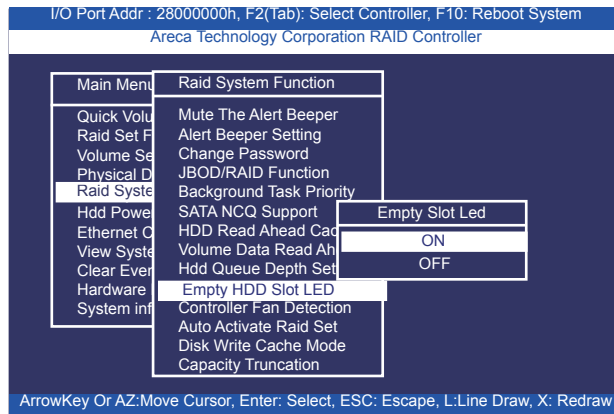 I/O Port Addr : 28000000h, F2(Tab): Select Controller, F10: Reboot System
Areca Technology Corporation RAID Controller
Main Menu
Quick Volu
Raid Set F
Volume Se
Physical D
Raid Syste
Hdd Powe
Ethernet C
View Syste
Clear Even
Hardware
System inf
Raid System Function
Mute The Alert Beeper
Alert Beeper Setting
Change Password
JBOD/RAID Function
Background Task Priority
SATA NCQ Support
HDD Read Ahead Cac
Volume Data Read Ah
Hdd Queue Depth Set
Empty HDD Slot LED
Controller Fan Detection
Auto Activate Raid Set
Disk Write Cache Mode
Capacity Truncation
Empty Slot Led
ON
OFF
ArrowKey Or AZ:Move Cursor, Enter: Select, ESC: Escape, L:Line Draw, X: Redraw